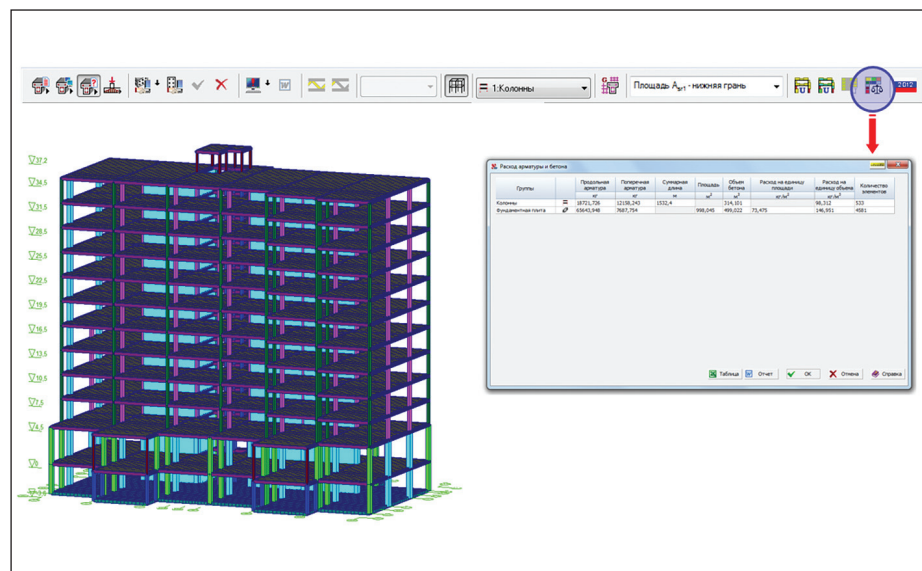 1:Колонны
Площадь Asr1 - нижняя грань
2012
37,2
34,5
31,5
28,5
25,5
22,5
19,5
16,5
13,5
10,5
7,5
4,5
0
Расход арматуры и бетона
Группы Продольная арматура Поперечная арматура Суммарная длина Площадь Объем бетона Расход на единицу площади Расход на единицу объема Количество элементов
кг кг м м² м³ кг/м² кг/м³
Колонны 18721,726 12158,243 1532,4 314,101 98,312 533
Фундаментная плита 65643,948 7687,754 998,045 499,022 73,475 146,951 4581
Таблица Отчет OK Отмена Справка